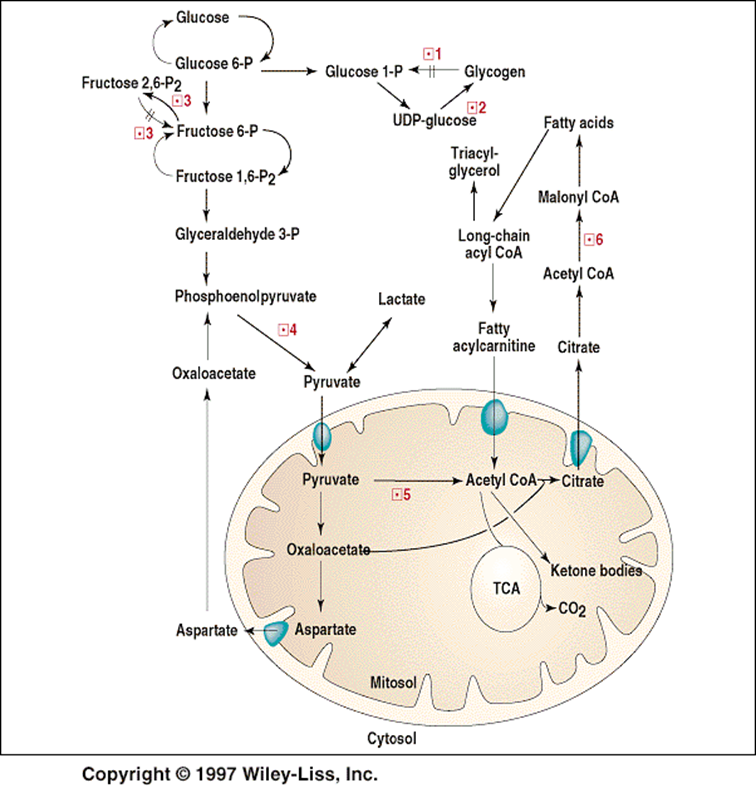 Glucose
Glucose 6-P
Fructose 2,6-P2
3
3
Fructose 6-P
Fructose 1,6-P2
Glyceraldehyde 3-P
Phosphoenolpyruvate
4
Oxaloacetate
Lactate
Pyruvate
Glucose 1-P
1
Glycogen
UDP-glucose
2
Triacyl-
glycerol
Long-chain
acyl CoA
Fatty
acylcarnitine
Fatty acids
Malonyl CoA
6
Acetyl CoA
Citrate
Pyruvate
5
Acetyl CoA
Citrate
Oxaloacetate
Ketone bodies
TCA
CO2
Aspartate
Aspartate
Mitosol
Cytosol
Copyright © 1997 Wiley-Liss, Inc.